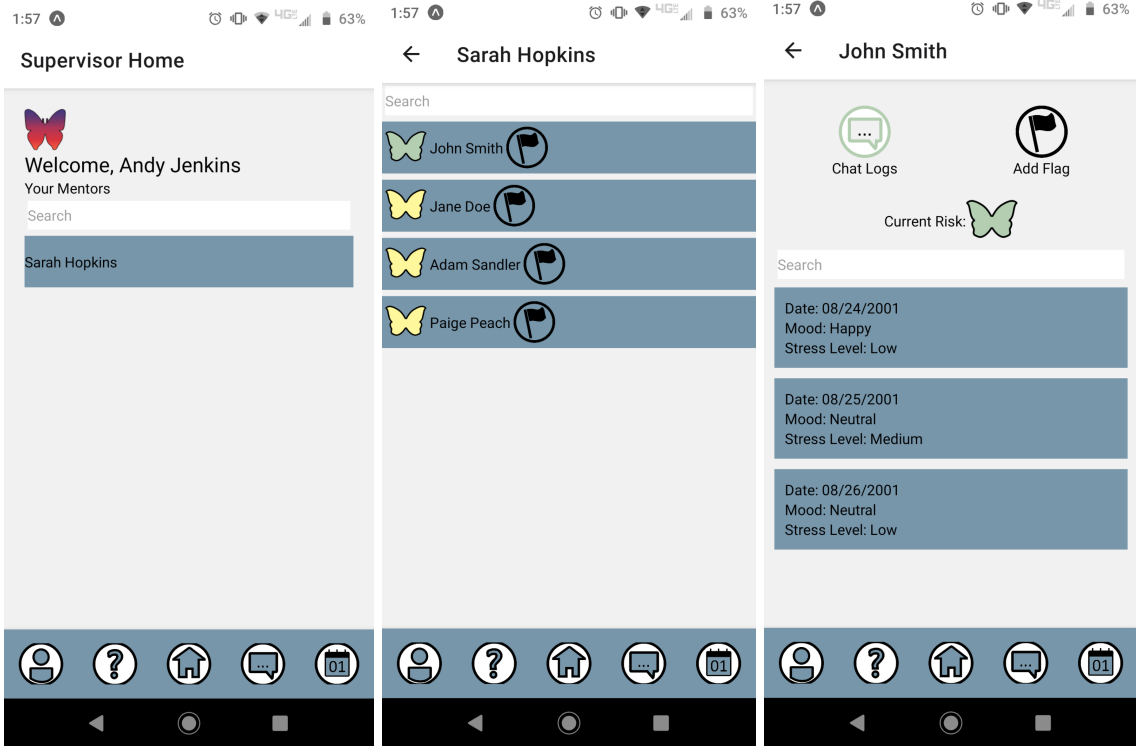 1:57
4G
63%
Supervisor Home
Welcome, Andy Jenkins
Your Mentors
Search
Sarah Hopkins
?
...
01
1:57
4G
63%
Sarah Hopkins
Search
John Smith
Jane Doe
Adam Sandler
Paige Peach
?
...
01
1:57
4G
63%
John Smith
...
Chat Logs
Add Flag
Current Risk:
Search
Date: 08/24/2001
Mood: Happy
Stress Level: Low
Date: 08/25/2001
Mood: Neutral
Stress Level: Medium
Date: 08/26/2001
Mood: Neutral
Stress Level: Low
?
...
01